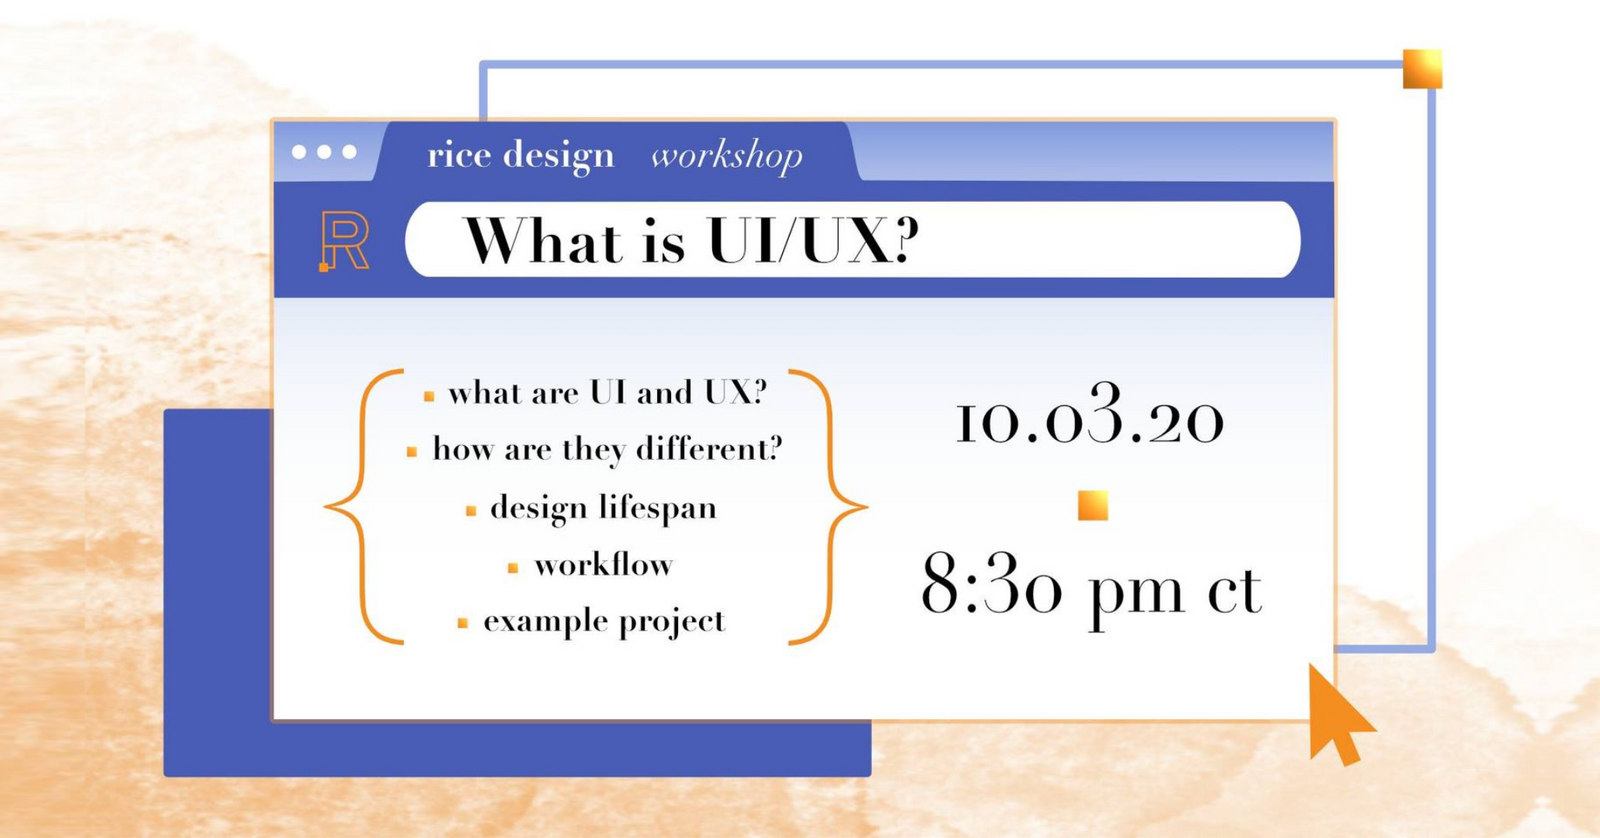 rice design workshop
R
What is UI/UX?
what are UI and UX?
how are they different?
design lifespan
workflow
example project
10.03.20
8:30 pm ct